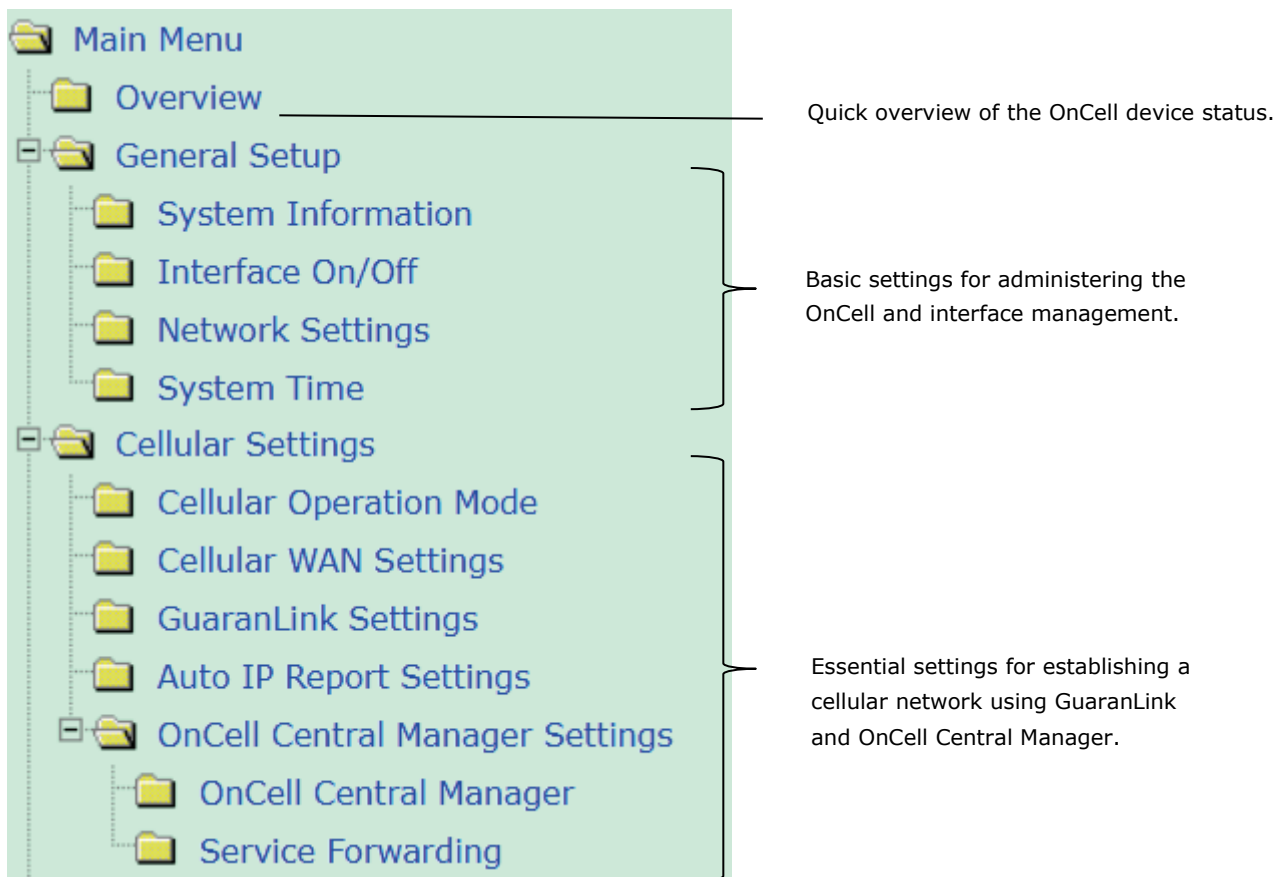 Main Menu
Overview
Quick overview of the OnCell device status.
General Setup
System Information
Interface On/Off
Network Settings
System Time
Basic settings for administering the
OnCell and interface management.
Cellular Settings
Cellular Operation Mode
Cellular WAN Settings
GuaranLink Settings
Auto IP Report Settings
OnCell Central Manager Settings
OnCell Central Manager
Service Forwarding
Essential settings for establishing a
cellular network using GuaranLink
and OnCell Central Manager.